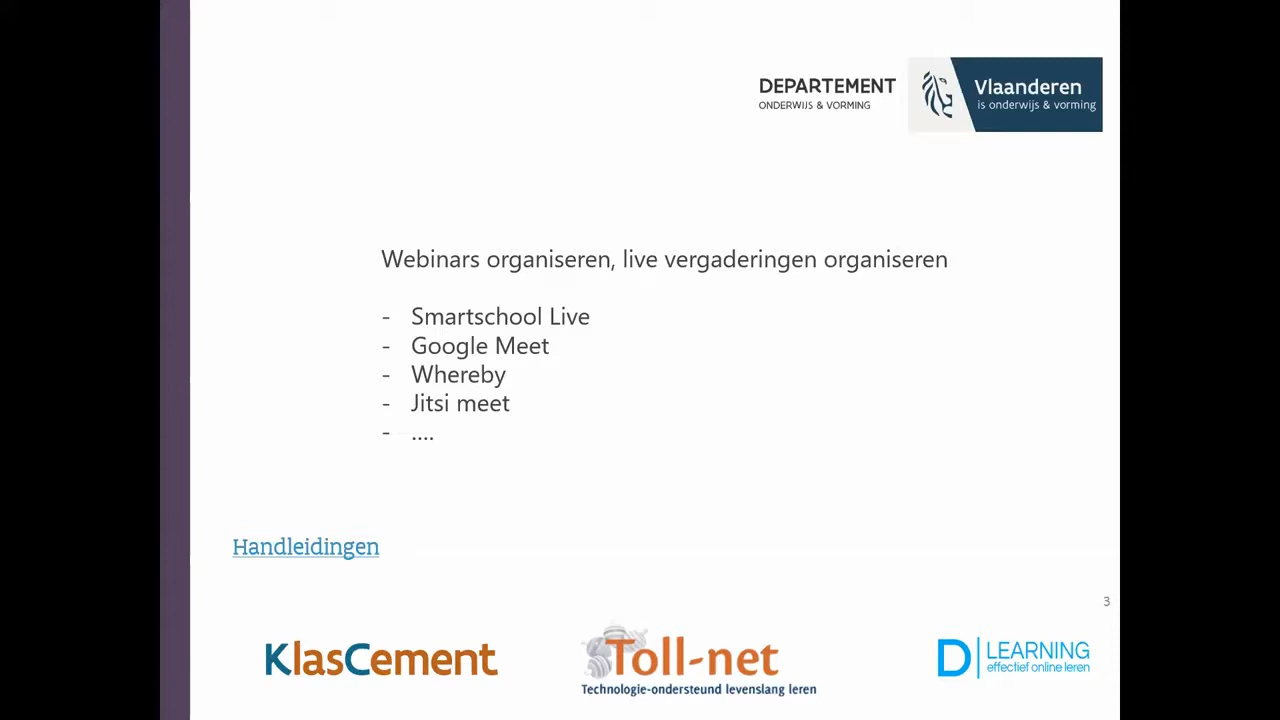 DEPARTEMENT
ONDERWIJS & VORMING
Vlaanderen
is onderwijs & vorming
Webinars organiseren, live vergaderingen organiseren
- Smartschool Live
- Google Meet
- Whereby
- Jitsi meet
- ....
Handleidingen
3
KlasCement
Toll-net
Technologie-ondersteund levenslang leren
D LEARNING
effectief online leren